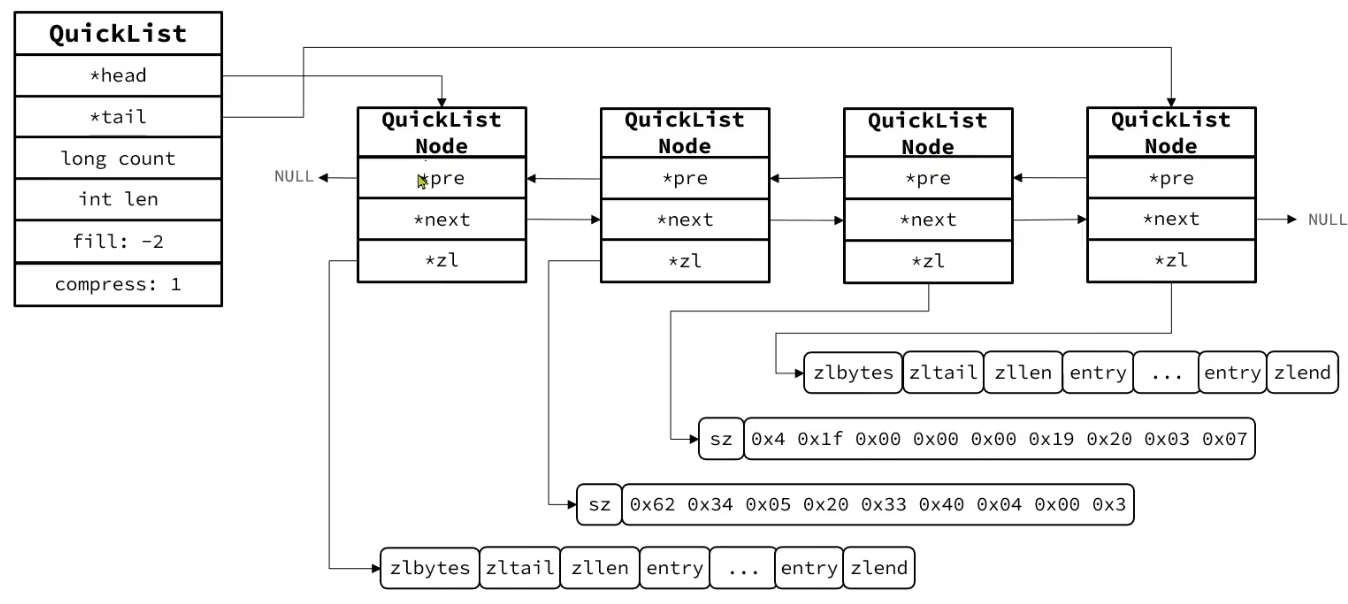 QuickList
*head
*tail
long count
int len
fill: -2
compress: 1
QuickList
Node
*pre
*next
*zl
QuickList
Node
*pre
*next
*zl
QuickList
Node
*pre
*next
*zl
QuickList
Node
*pre
*next
*zl
NULL
NULL
zlbytes zltail zllen entry ... entry zlend
sz 0x4 0x1f 0x00 0x00 0x00 0x19 0x20 0x03 0x07
sz 0x62 0x34 0x05 0x20 0x33 0x40 0x04 0x00 0x3
zlbytes zltail zllen entry ... entry zlend